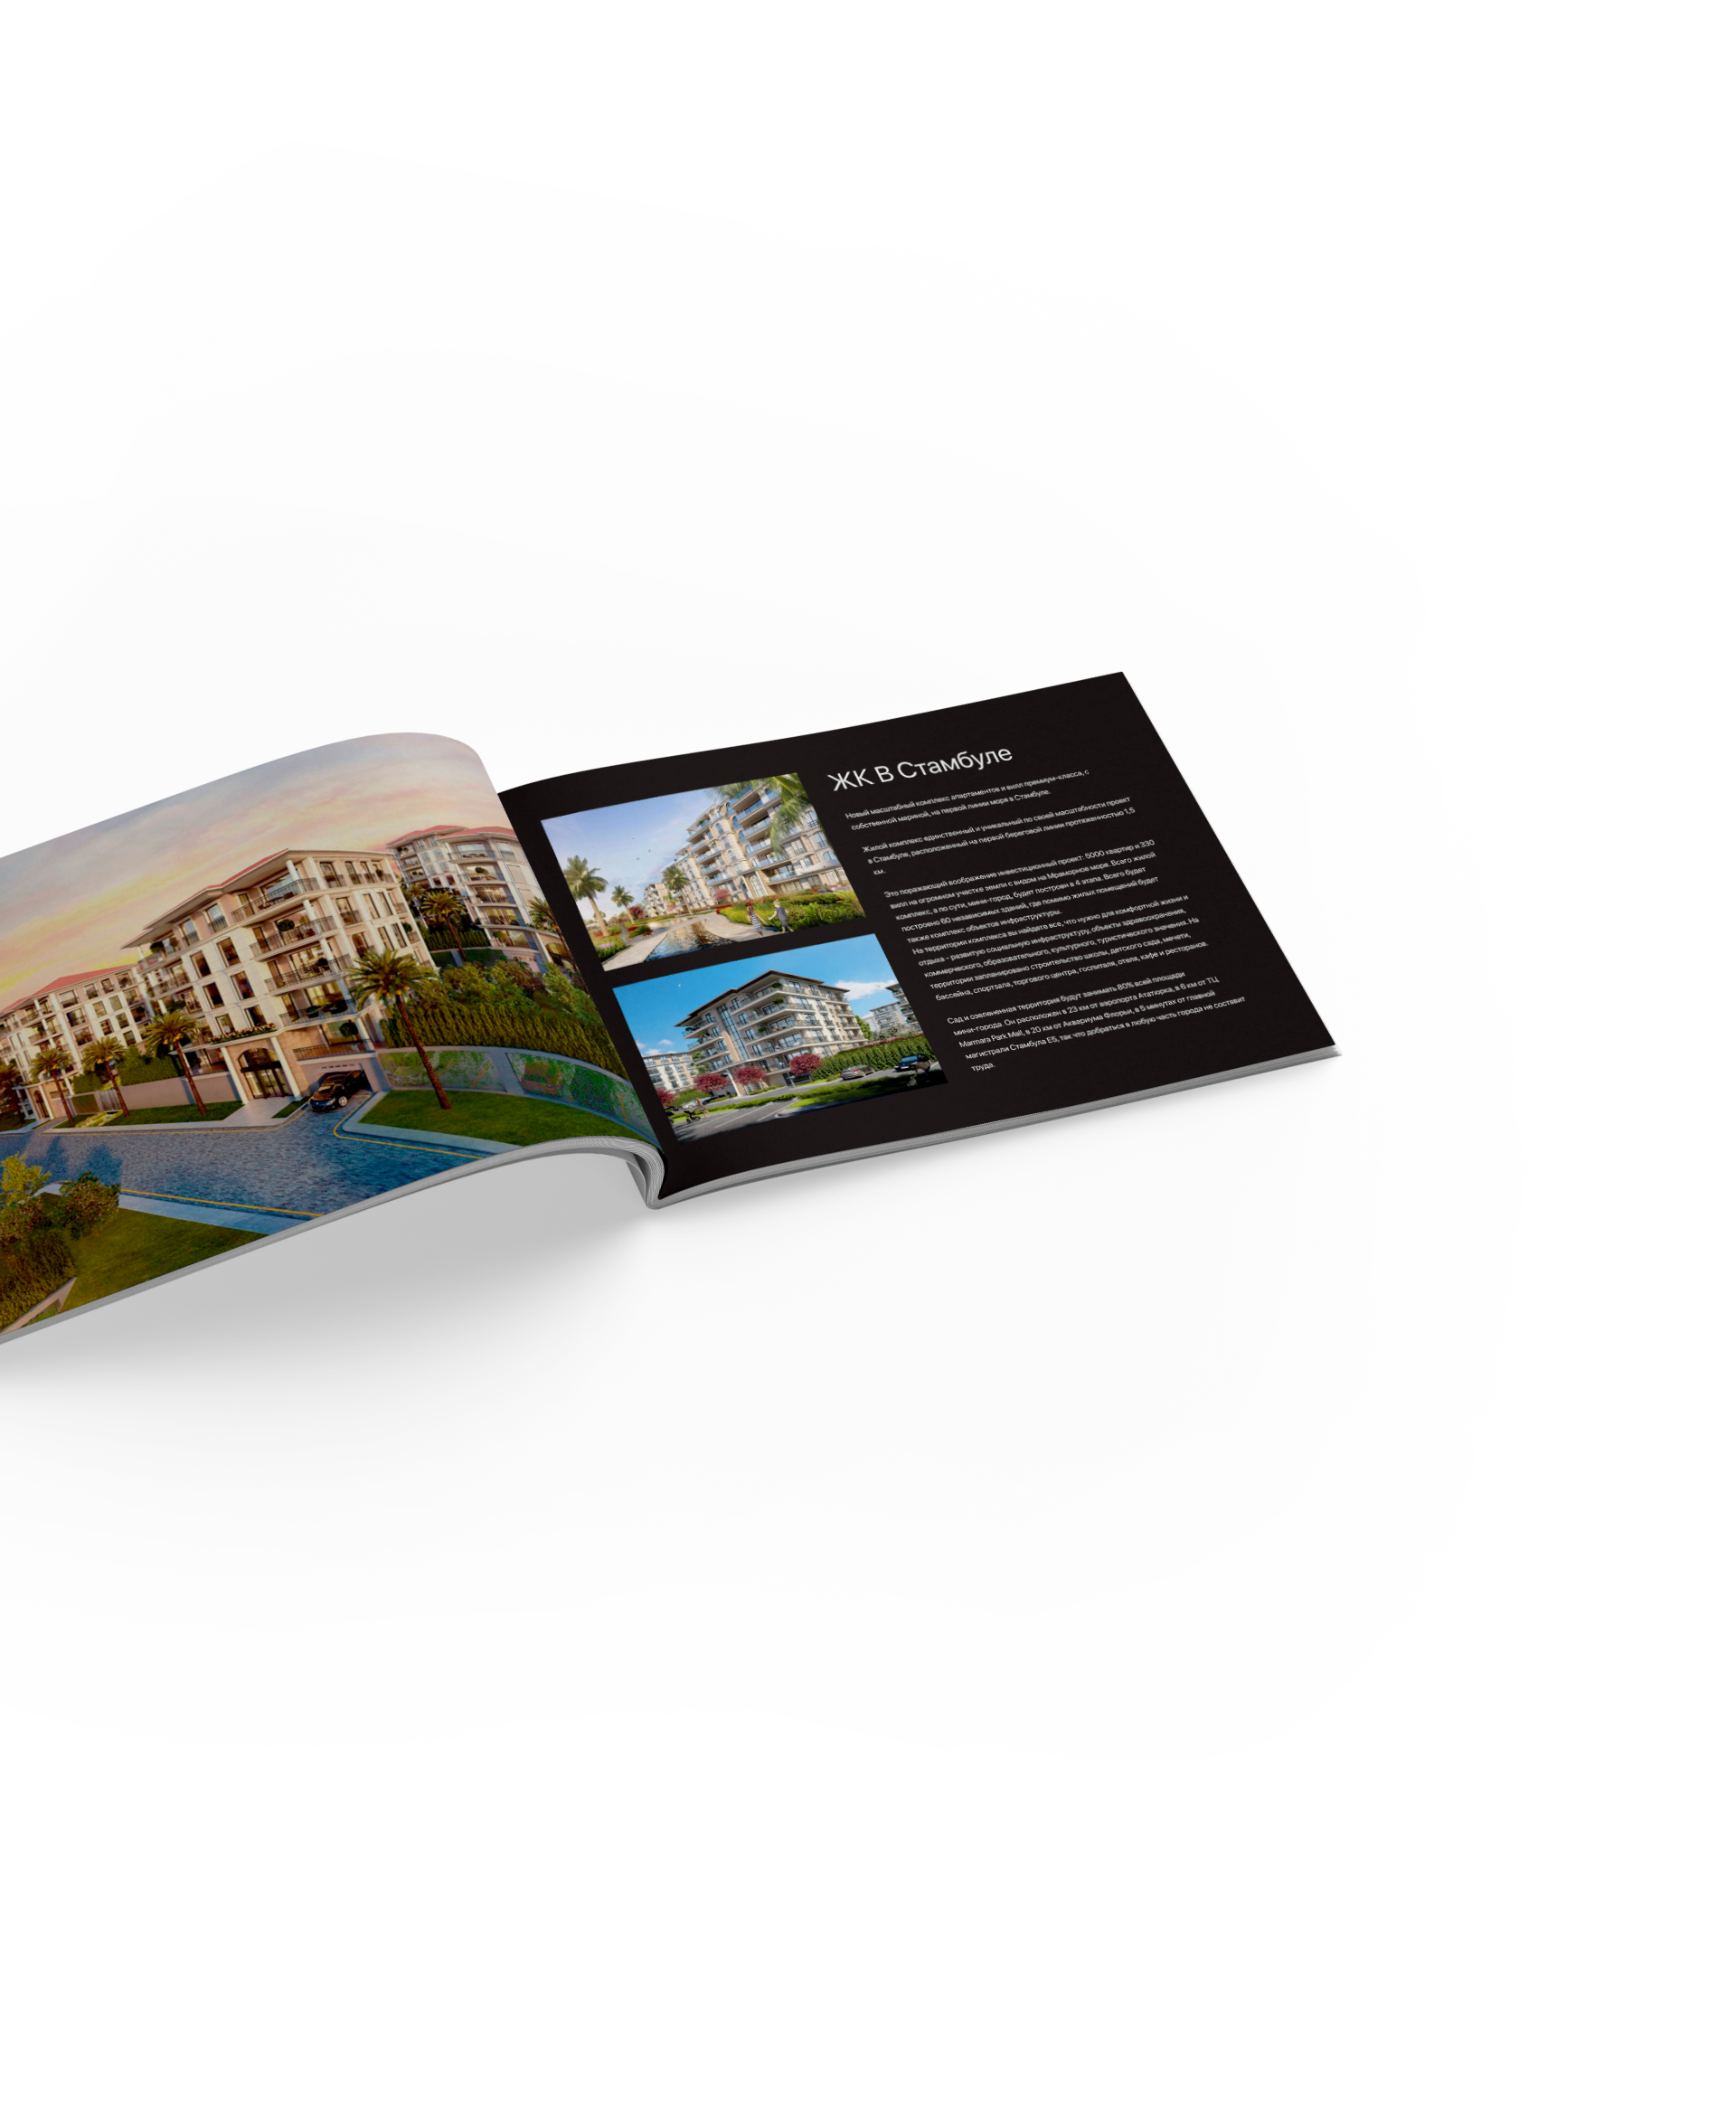 ЖК В Стамбуле
Новый масштабный комплекс апартаментов и вилл премиум-класса, с
собственной мариной, на первой линии моря в Стамбуле.
Жилой комплекс единственный и уникальный по своей масштабности проект
в Стамбуле, расположенный на первой береговой линии протяженностью 1,5
км.
Это поражающий воображение инвестиционный проект: 5000 квартир и 330
вилл на огромном участке земли с видом на Мраморное море. Всего жилой
комплекс, а по сути, мини-город, будет построен в 4 этапа. Всего будет
построено 60 независимых зданий, где помимо жилых помещений будет
также комплекс объектов инфраструктуры.
На территории комплекса вы найдете все, что нужно для комфортной жизни и
отдыха - развитую социальную инфраструктуру, объекты здравоохранения,
коммерческого, образовательного, культурного, туристического значения. На
территории запланировано строительство школы, детского сада, мечети,
бассейна, спортзала, торгового центра, госпиталя, отеля, кафе и ресторанов.
Сад и озелененная территория будут занимать 80% всей площади
мини-города. Он расположен в 23 км от аэропорта Ататюрка, в 6 км от ТЦ
Marmara Park Mall, в 20 км от Аквариума Флорьи, в 5 минутах от главной
магистрали Стамбула Е5, так что добраться в любую часть города не составит
труда.